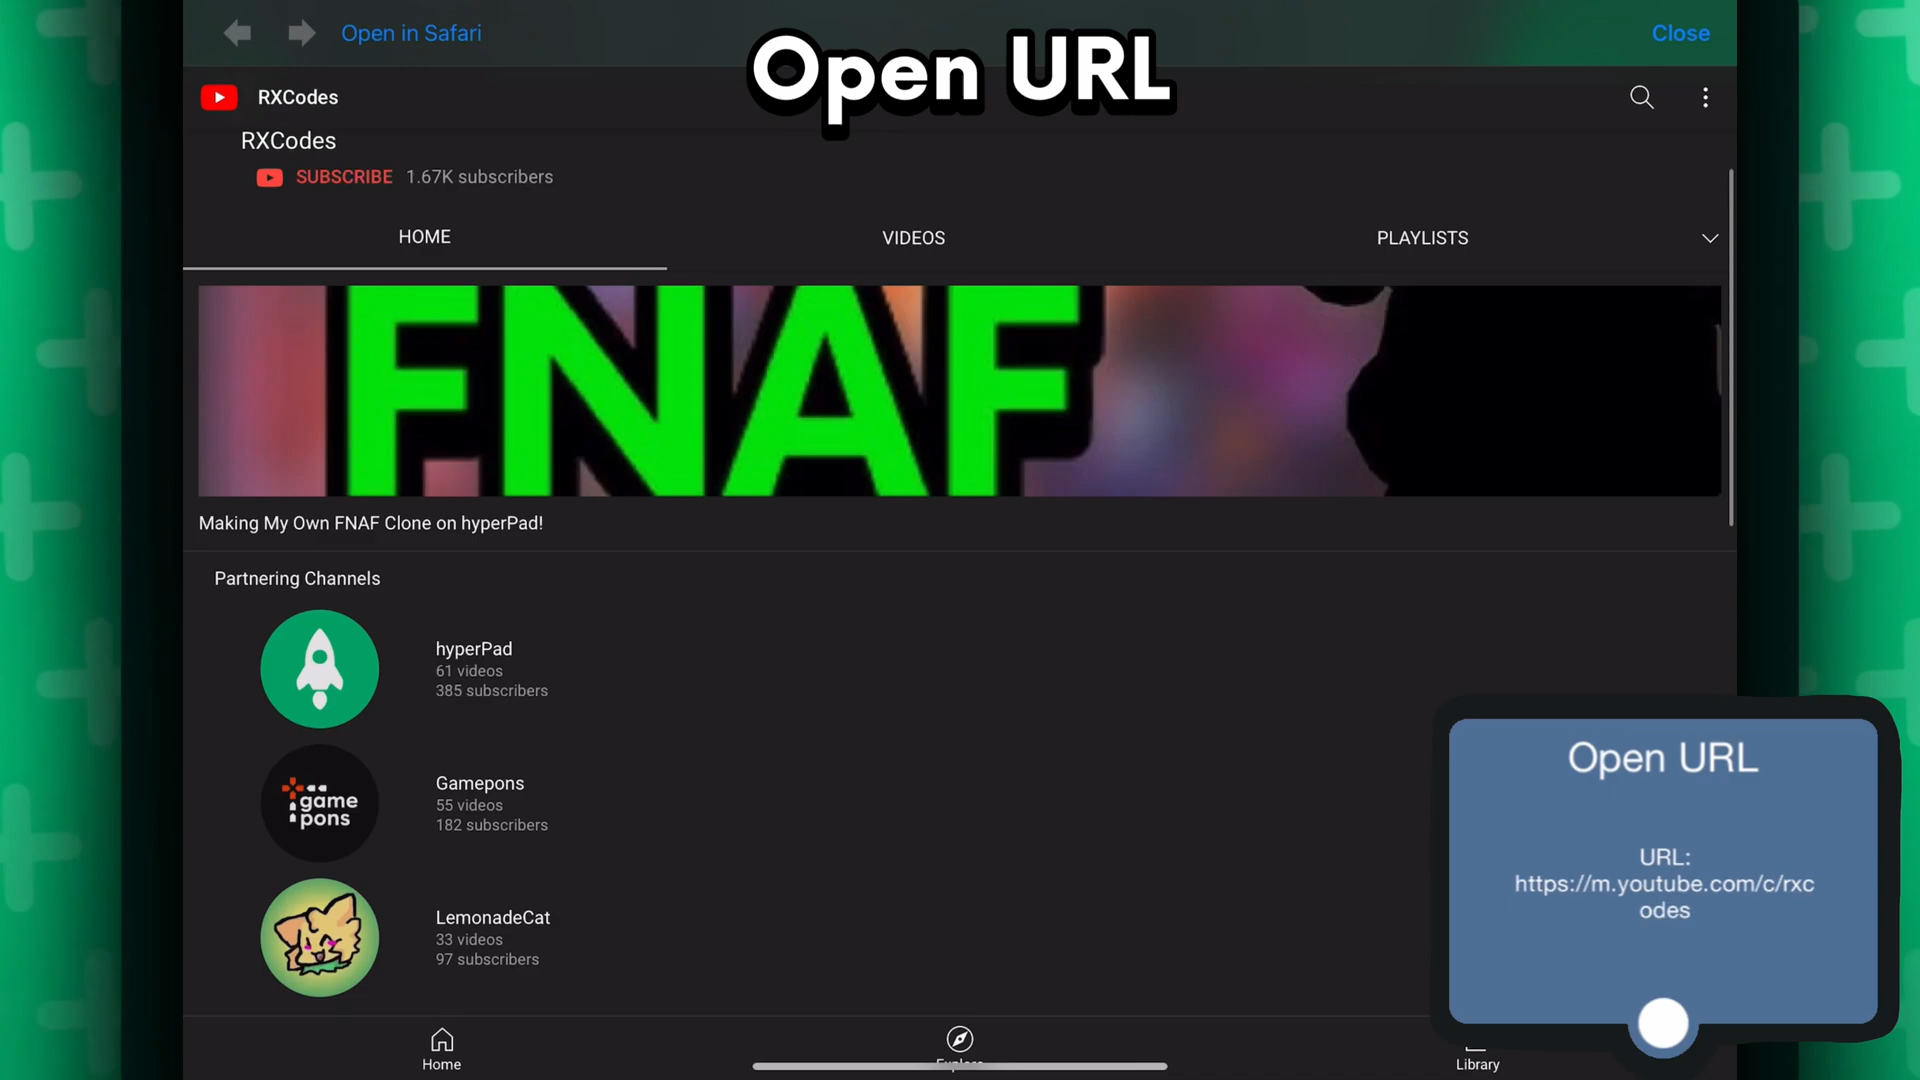 Open in Safari
Open URL
Close
RXCodes
RXCodes
SUBSCRIBE 1.67K subscribers
HOME
VIDEOS
PLAYLISTS
FNAF
Making My Own FNAF Clone on hyperPad!
Partnering Channels
hyperPad
61 videos
385 subscribers
game
pons
Gamepons
55 videos
182 subscribers
LemonadeCat
33 videos
97 subscribers
Open URL
URL:
https://m.youtube.com/c/rxc
odes
Home
Explore
Library